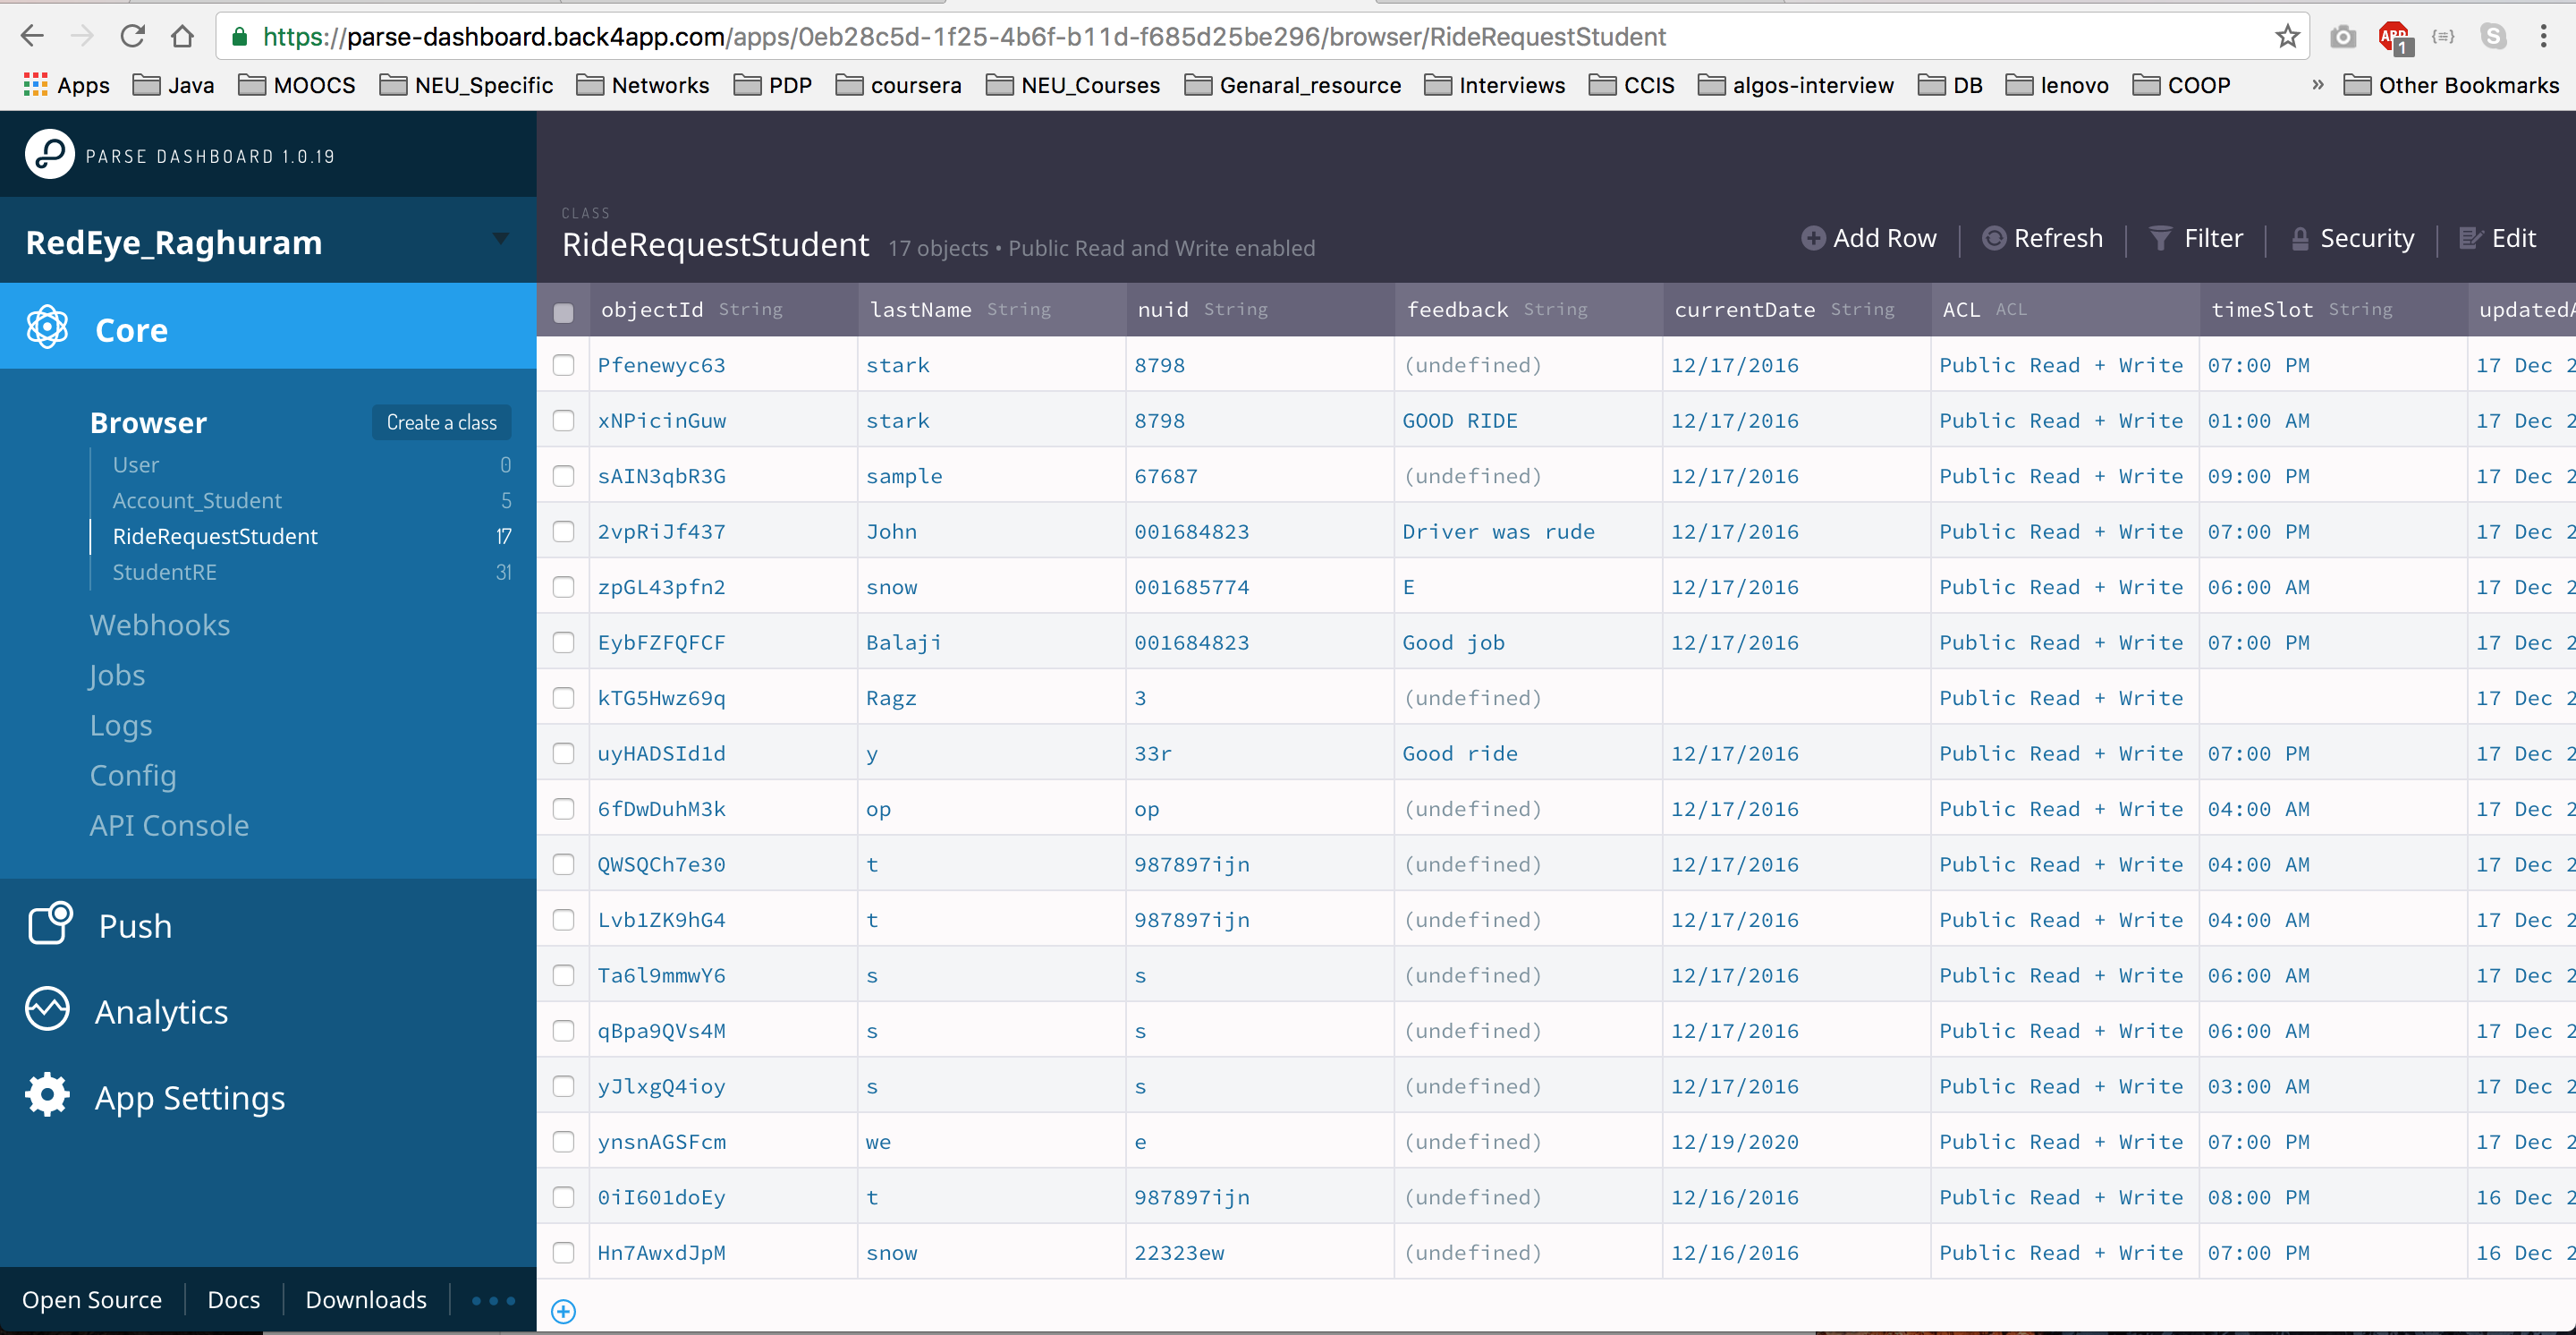 https://parse-dashboard.back4app.com/apps/0eb28c5d-1f25-4b6f-b11d-f685d25be296/browser/RideRequestStudent ABP 1 {≡} S
Apps Java MOOCS NEU_Specific Networks PDP coursera NEU_Courses Genaral_resource Interviews CCIS algos-interview DB lenovo COOP » Other Bookmarks
PARSE DASHBOARD 1.0.19
RedEye_Raghuram
Core
Browser Create a class
User 0
Account_Student 5
RideRequestStudent 17
StudentRE 31
Webhooks
Jobs
Logs
Config
API Console
Push
Analytics
App Settings
Open Source Docs Downloads
CLASS
RideRequestStudent 17 objects • Public Read and Write enabled Add Row Refresh Filter Security Edit
objectId String lastName String nuid String feedback String currentDate String ACL ACL timeSlot String updatedA
Pfenewyc63 stark 8798 (undefined) 12/17/2016 Public Read + Write 07:00 PM 17 Dec 2
xNPicinGuw stark 8798 GOOD RIDE 12/17/2016 Public Read + Write 01:00 AM 17 Dec 2
sAIN3qbR3G sample 67687 (undefined) 12/17/2016 Public Read + Write 09:00 PM 17 Dec 2
2vpRiJf437 John 001684823 Driver was rude 12/17/2016 Public Read + Write 07:00 PM 17 Dec 2
zpGL43pfn2 snow 001685774 E 12/17/2016 Public Read + Write 06:00 AM 17 Dec 2
EybFZFQFCF Balaji 001684823 Good job 12/17/2016 Public Read + Write 07:00 PM 17 Dec 2
kTG5Hwz69q Ragz 3 (undefined) Public Read + Write 17 Dec 2
uyHADSId1d y 33r Good ride 12/17/2016 Public Read + Write 07:00 PM 17 Dec 2
6fDwDuhM3k op op (undefined) 12/17/2016 Public Read + Write 04:00 AM 17 Dec 2
QWSQCh7e30 t 987897ijn (undefined) 12/17/2016 Public Read + Write 04:00 AM 17 Dec 2
Lvb1ZK9hG4 t 987897ijn (undefined) 12/17/2016 Public Read + Write 04:00 AM 17 Dec 2
Ta6l9mmwY6 s s (undefined) 12/17/2016 Public Read + Write 06:00 AM 17 Dec 2
qBpa9QVs4M s s (undefined) 12/17/2016 Public Read + Write 06:00 AM 17 Dec 2
yJlxgQ4ioy s s (undefined) 12/17/2016 Public Read + Write 03:00 AM 17 Dec 2
ynsnAGSFcm we e (undefined) 12/19/2020 Public Read + Write 07:00 PM 17 Dec 2
0iI601doEy t 987897ijn (undefined) 12/16/2016 Public Read + Write 08:00 PM 16 Dec 2
Hn7AwxdJpM snow 22323ew (undefined) 12/16/2016 Public Read + Write 07:00 PM 16 Dec 2